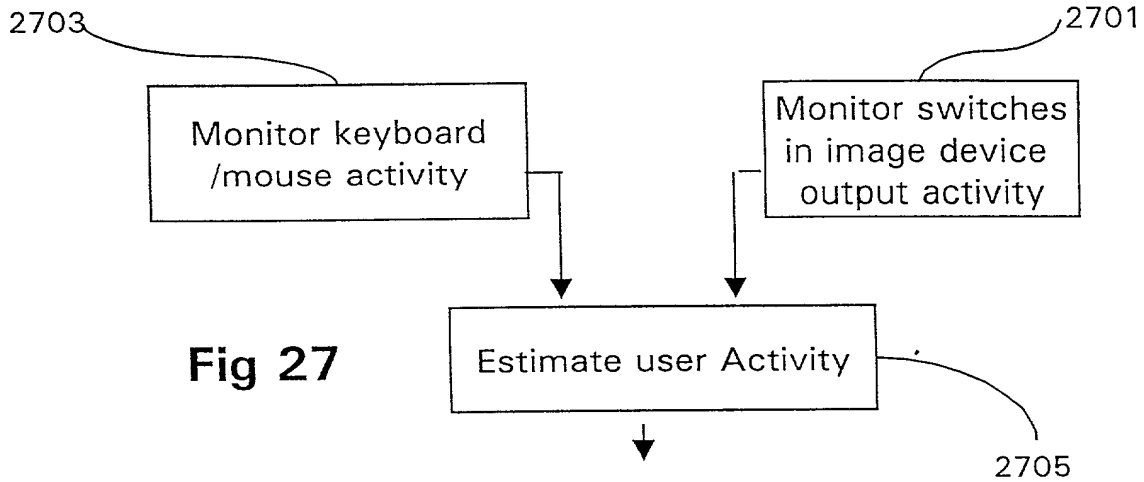 2703
2701
Monitor keyboard
/mouse activity
Monitor switches
in image device
output activity
Fig 27
Estimate user Activity
2705